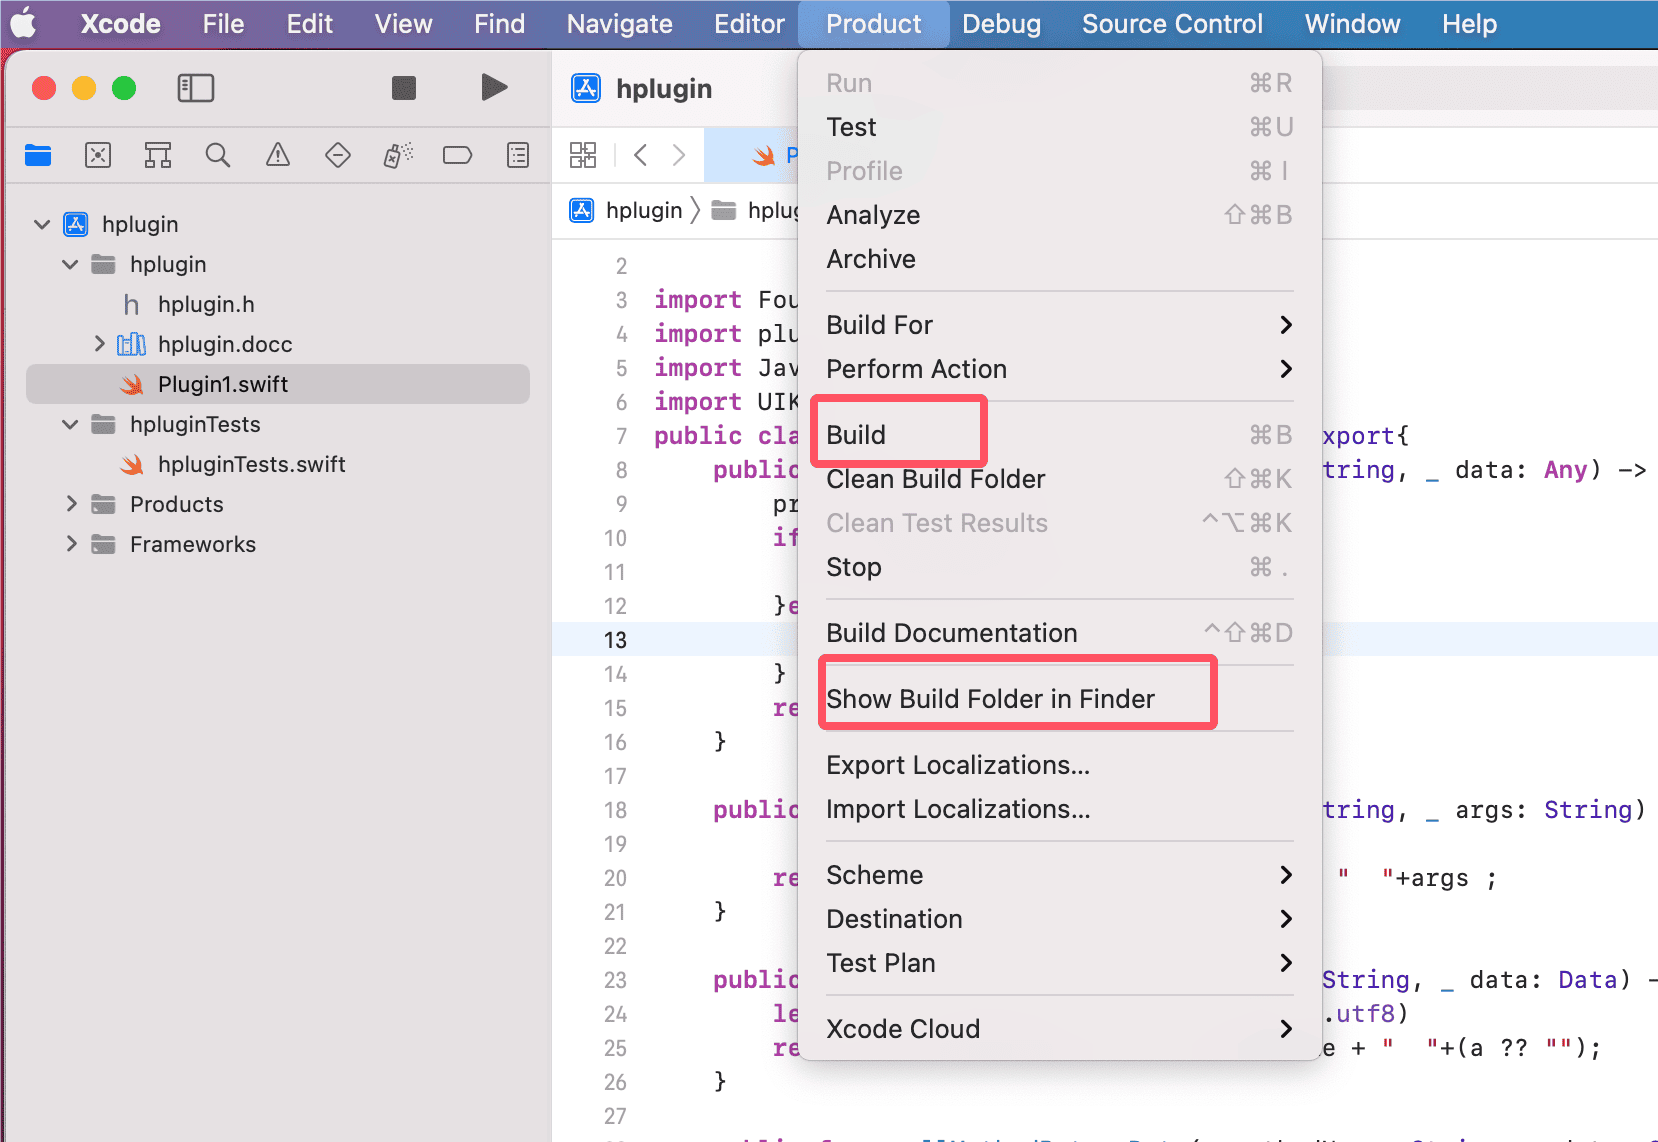 Xcode File Edit View Find Navigate Editor Product Debug Source Control Window Help
hplugin
hplugin
hplugin
hplugin.h
hplugin.docc
Plugin1.swift
hpluginTests
hpluginTests.swift
Products
Frameworks
P
hplugin hplug
Run ⌘R
Test ⌘U
Profile ⌘I
Analyze ⇧⌘B
Archive
Build For
Perform Action
Build ⌘B
Clean Build Folder ⇧⌘K
Clean Test Results ^⌥⌘K
Stop ⌘.
Build Documentation ^⇧⌘D
Show Build Folder in Finder
Export Localizations...
Import Localizations...
Scheme
Destination
Test Plan
Xcode Cloud
2
3 import Fou
4 import plu
5 import Jav
6 import UIK
7 public cla xport{
8 public tring, _ data: Any) ->
9 pr
10 if
11
12 }e
13
14 }
15 re
16 }
17
18 public tring, _ args: String)
19
20 re " "+args ;
21 }
22
23 public String, _ data: Data) -
24 le .utf8)
25 re e + " "+(a ?? "");
26 }
27